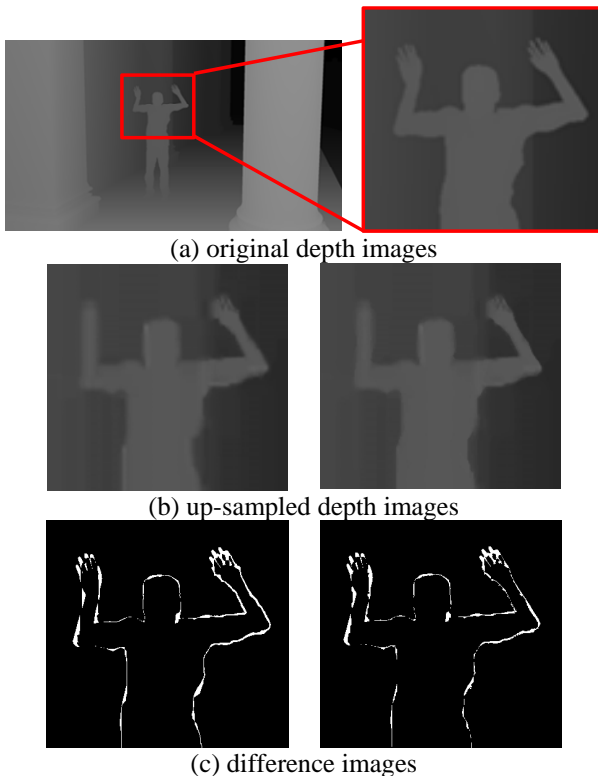 (a) original depth images
(b) up-sampled depth images
(c) difference images